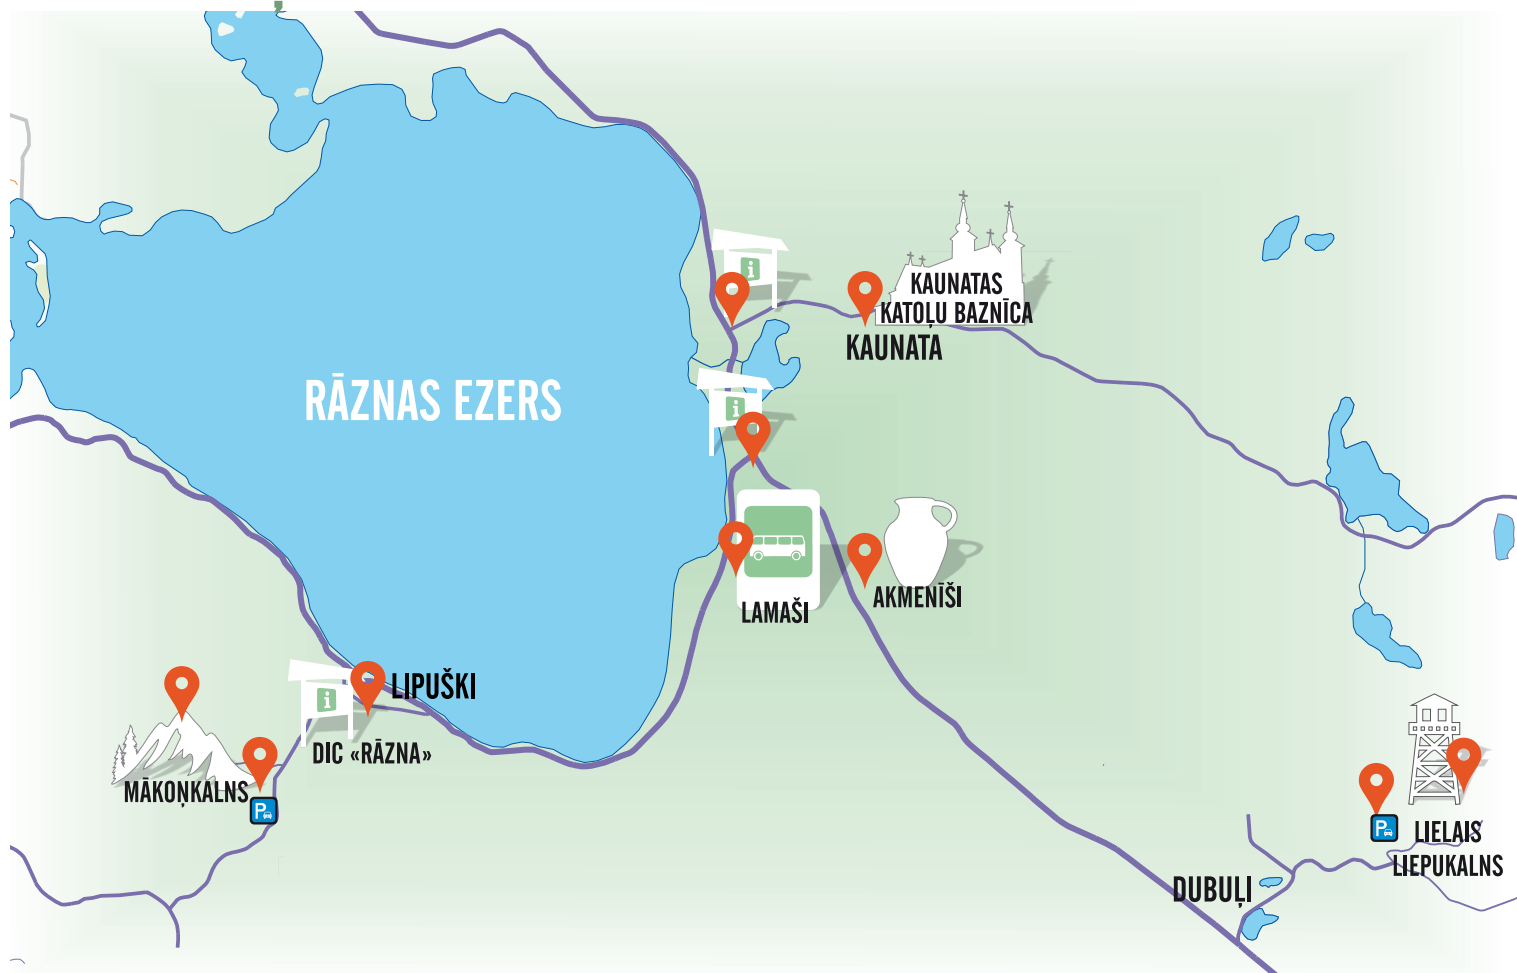 i
KAUNATAS
KATOĻU BAZNĪCA
KAUNATA
RĀZNAS EZERS
i
LAMAŠI
AKMENĪŠI
LIPUŠKI
i
DIC «RĀZNA»
MĀKOŅKALNS
P
P
LIELAIS
LIEPUKALNS
DUBUĻI